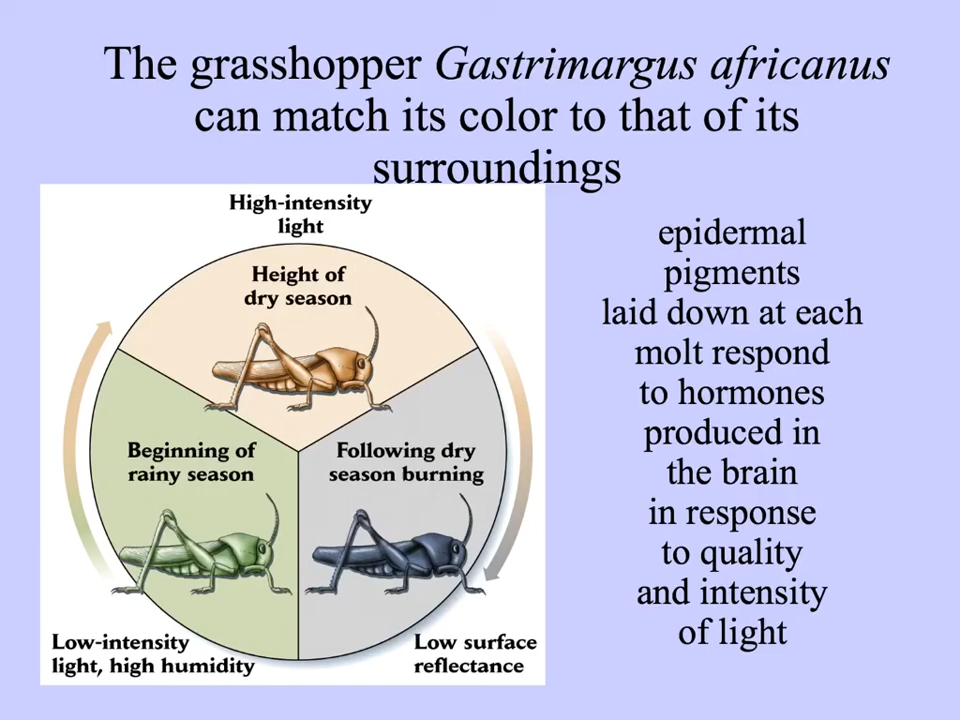 The grasshopper Gastrimargus africanus
can match its color to that of its
surroundings
High-intensity
light
Height of
dry season
Beginning of
rainy season
Following dry
season burning
Low-intensity
light, high humidity
Low surface
reflectance
epidermal
pigments
laid down at each
molt respond
to hormones
produced in
the brain
in response
to quality
and intensity
of light